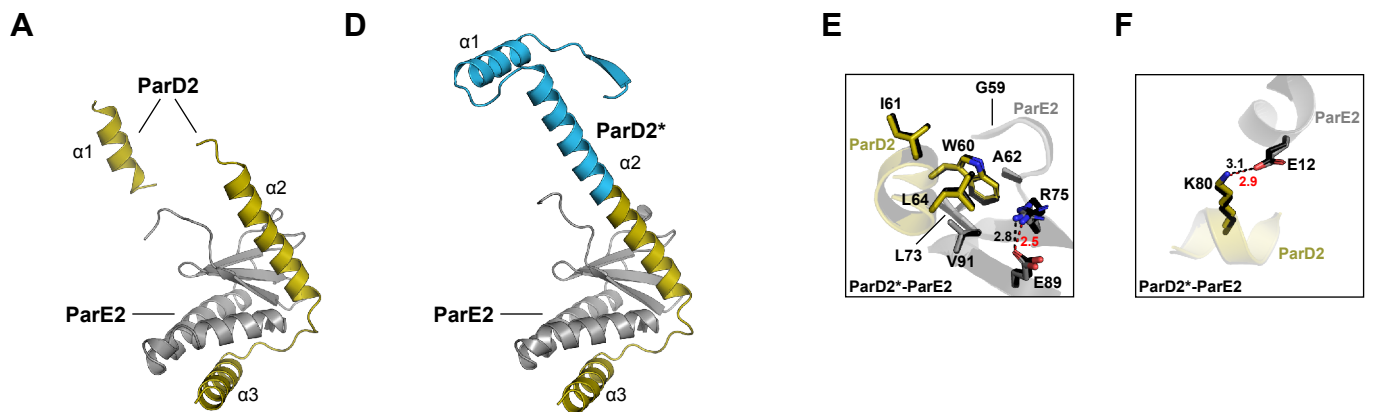 A
ParD2
α1
α2
ParE2
α3
D
α1
ParD2*
α2
ParE2
α3
E
G59
I61
ParE2
ParD2
W60
A62
L64
R75
2.8
2.5
L73
V91
E89
ParD2*-ParE2
F
ParE2
3.1
E12
K80
2.9
ParD2
ParD2*-ParE2